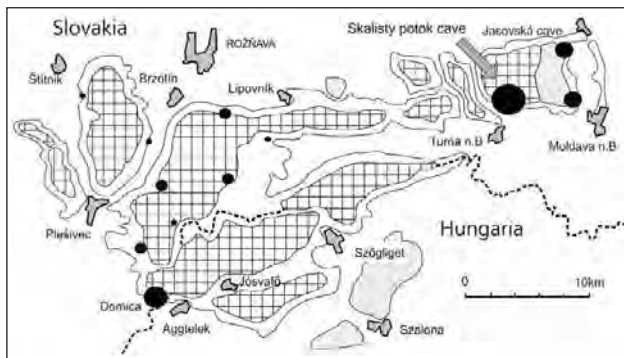 Slovakia
Skalisty potok cave
Jasovská cave
ROŽŇAVA
Štítnik
Brzotín
Lipovník
Turna n.B
Moldava n.B
Plešivec
Hungaria
Szögliget
Jósvafő
0 10km
Domica
Aggtelek
Szalona